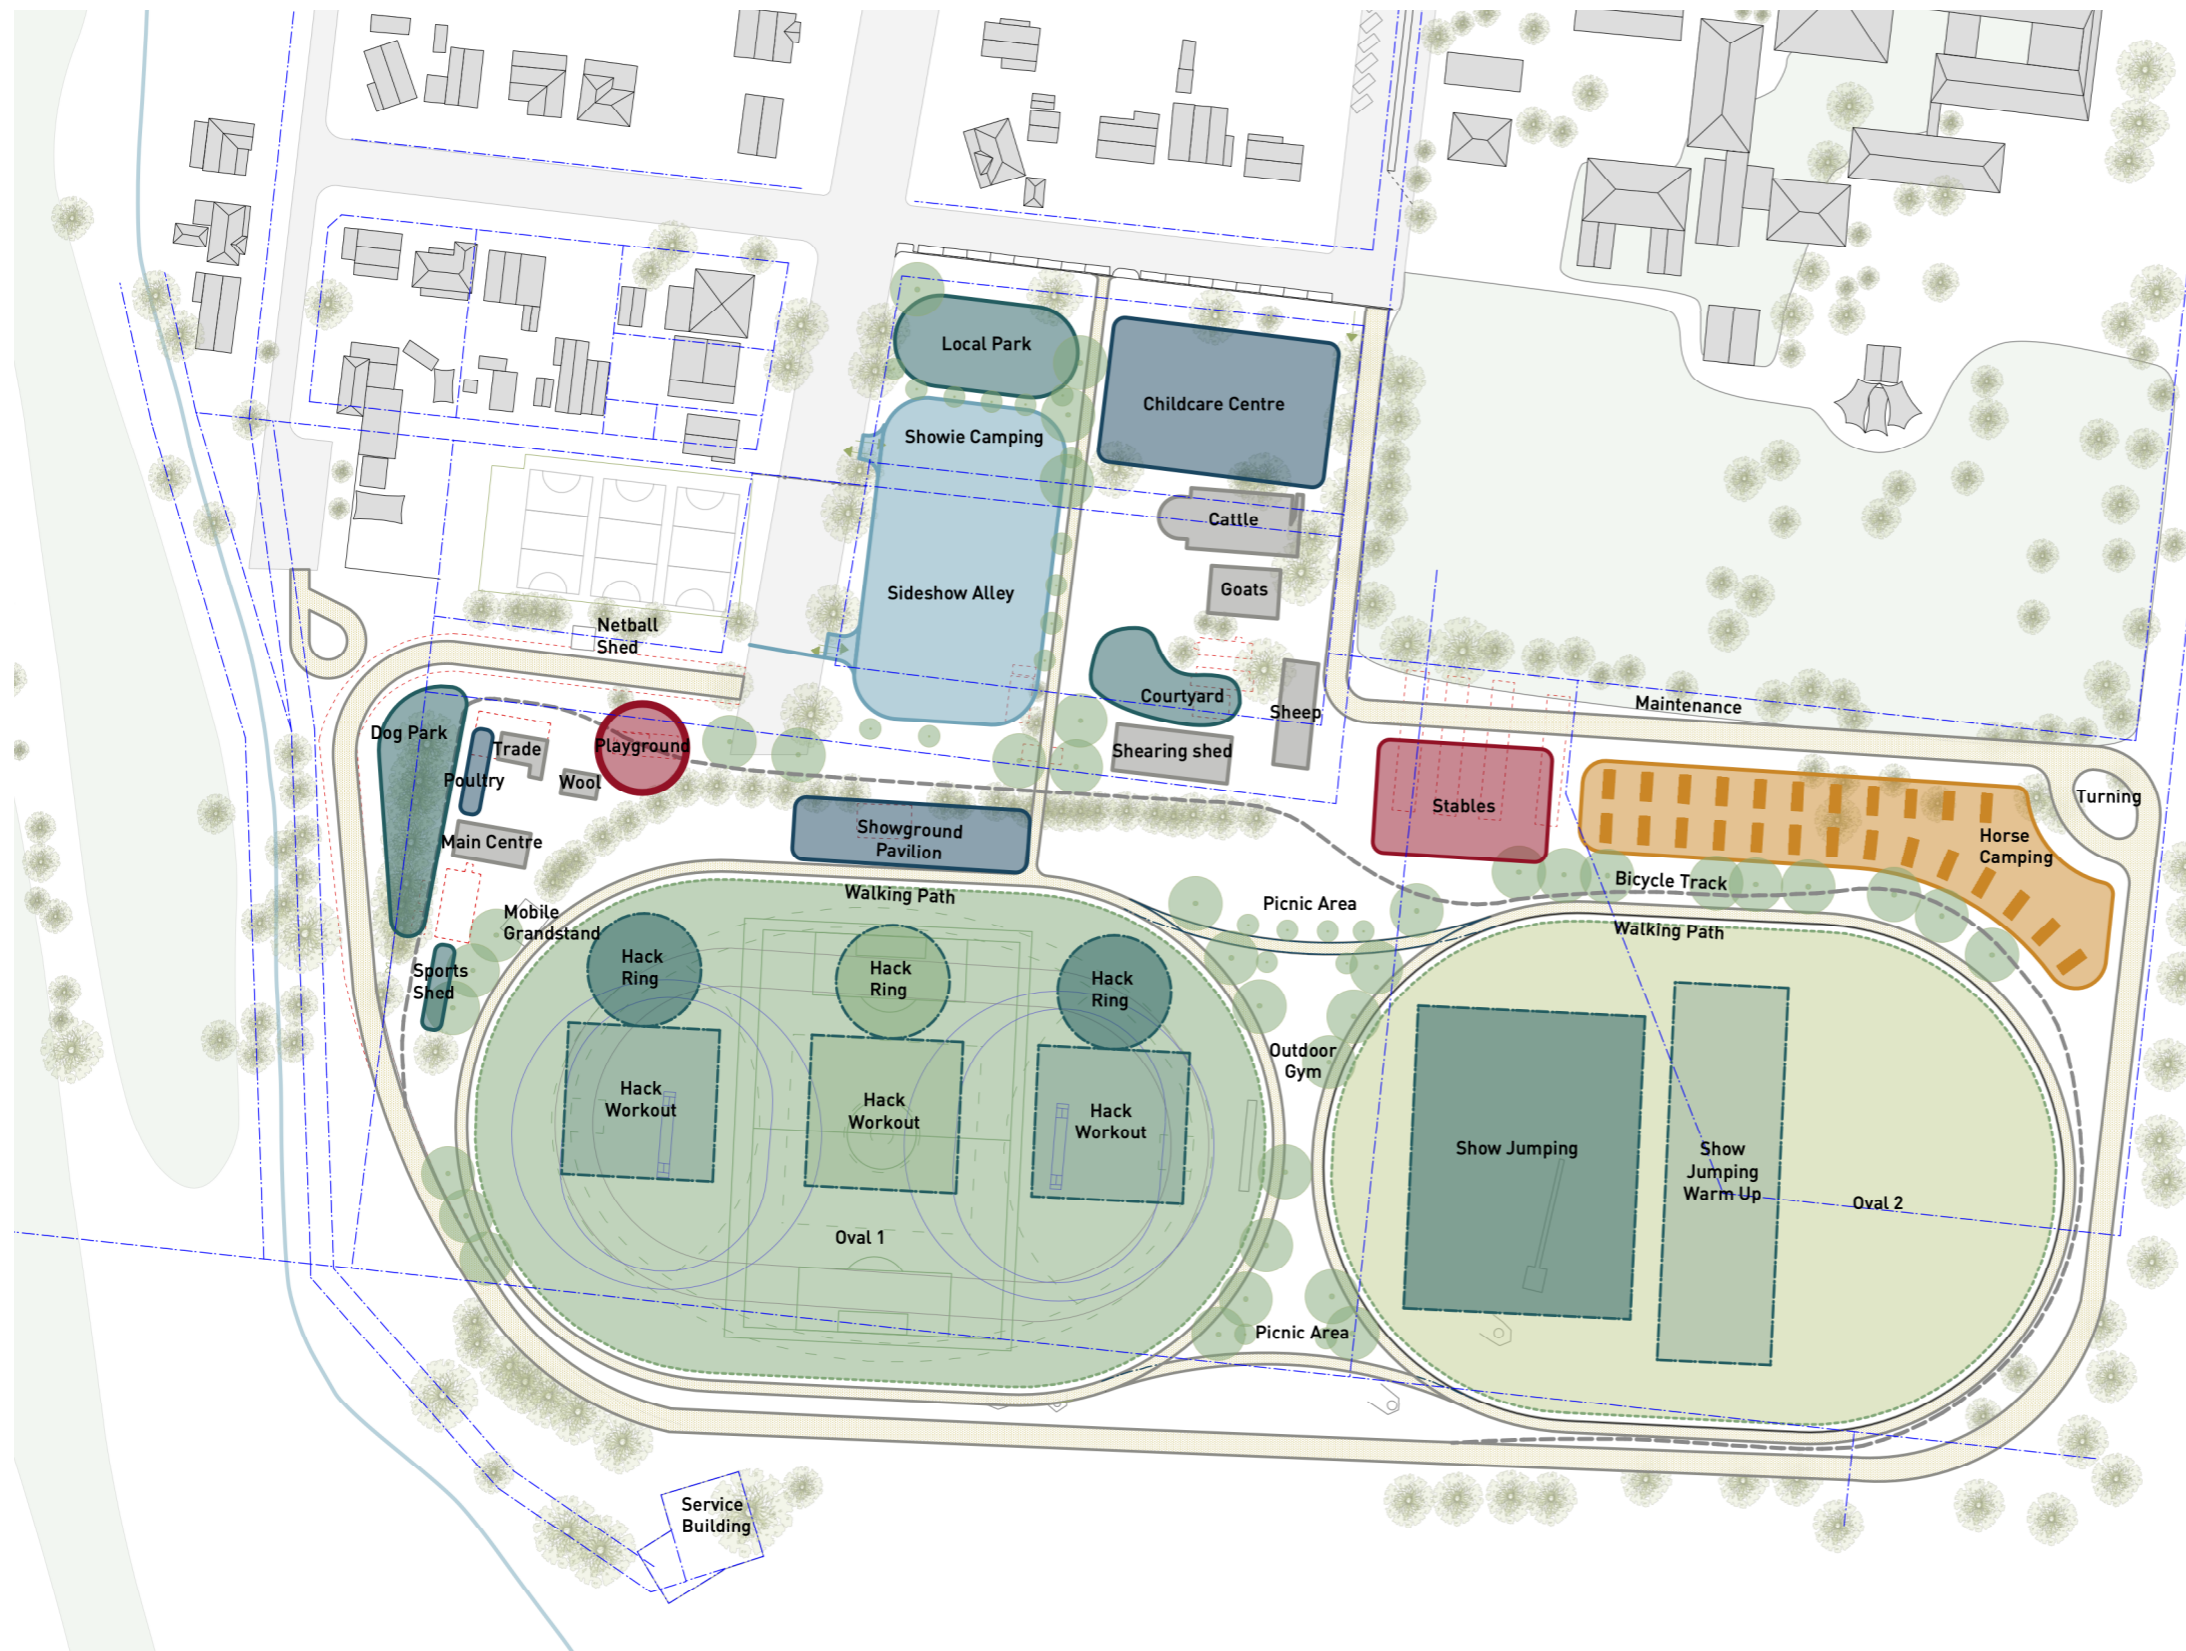 Local Park
Childcare Centre
Showie Camping
Cattle
Goats
Sideshow Alley
Netball
Shed
Courtyard
Sheep
Maintenance
Dog Park
Trade
Playground
Shearing shed
Poultry
Wool
Stables
Turning
Main Centre
Showground
Pavilion
Horse
Camping
Walking Path
Bicycle Track
Picnic Area
Mobile
Grandstand
Walking Path
Sports
Shed
Hack
Ring
Hack
Ring
Hack
Ring
Outdoor
Gym
Hack
Workout
Hack
Workout
Hack
Workout
Show Jumping
Show
Jumping
Warm Up
Oval 2
Oval 1
Picnic Area
Service
Building